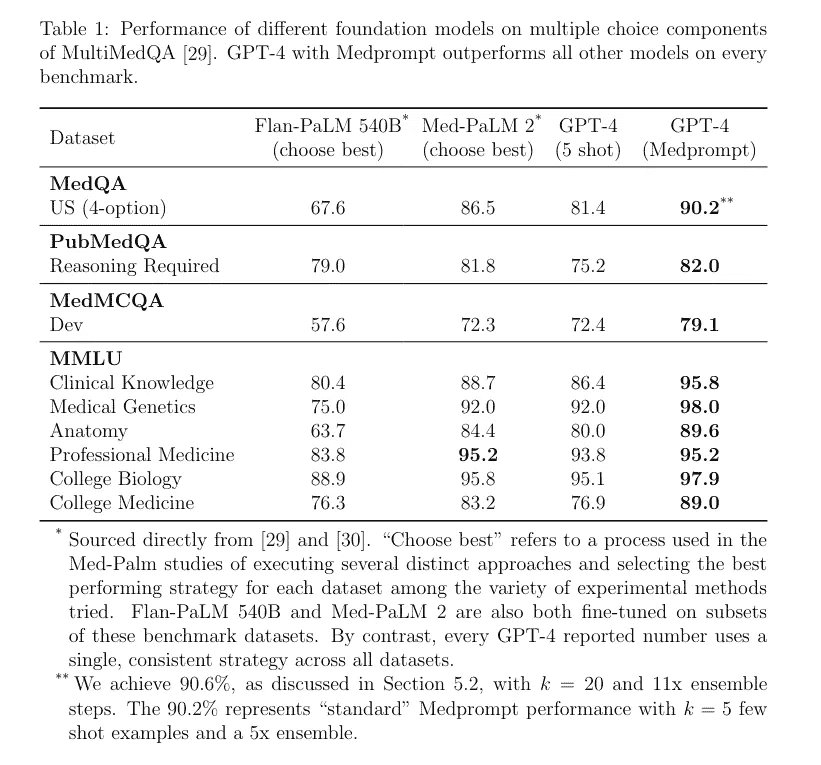 Table 1: Performance of different foundation models on multiple choice components
of MultiMedQA [29]. GPT-4 with Medprompt outperforms all other models on every
benchmark.
Dataset Flan-PaLM 540B* (choose best) Med-PaLM 2* (choose best) GPT-4 (5 shot) GPT-4 (Medprompt)
MedQA
US (4-option) 67.6 86.5 81.4 90.2**
PubMedQA
Reasoning Required 79.0 81.8 75.2 82.0
MedMCQA
Dev 57.6 72.3 72.4 79.1
MMLU
Clinical Knowledge 80.4 88.7 86.4 95.8
Medical Genetics 75.0 92.0 92.0 98.0
Anatomy 63.7 84.4 80.0 89.6
Professional Medicine 83.8 95.2 93.8 95.2
College Biology 88.9 95.8 95.1 97.9
College Medicine 76.3 83.2 76.9 89.0
* Sourced directly from [29] and [30]. “Choose best” refers to a process used in the
Med-Palm studies of executing several distinct approaches and selecting the best
performing strategy for each dataset among the variety of experimental methods
tried. Flan-PaLM 540B and Med-PaLM 2 are also both fine-tuned on subsets
of these benchmark datasets. By contrast, every GPT-4 reported number uses a
single, consistent strategy across all datasets.
** We achieve 90.6%, as discussed in Section 5.2, with k = 20 and 11x ensemble
steps. The 90.2% represents “standard” Medprompt performance with k = 5 few
shot examples and a 5x ensemble.